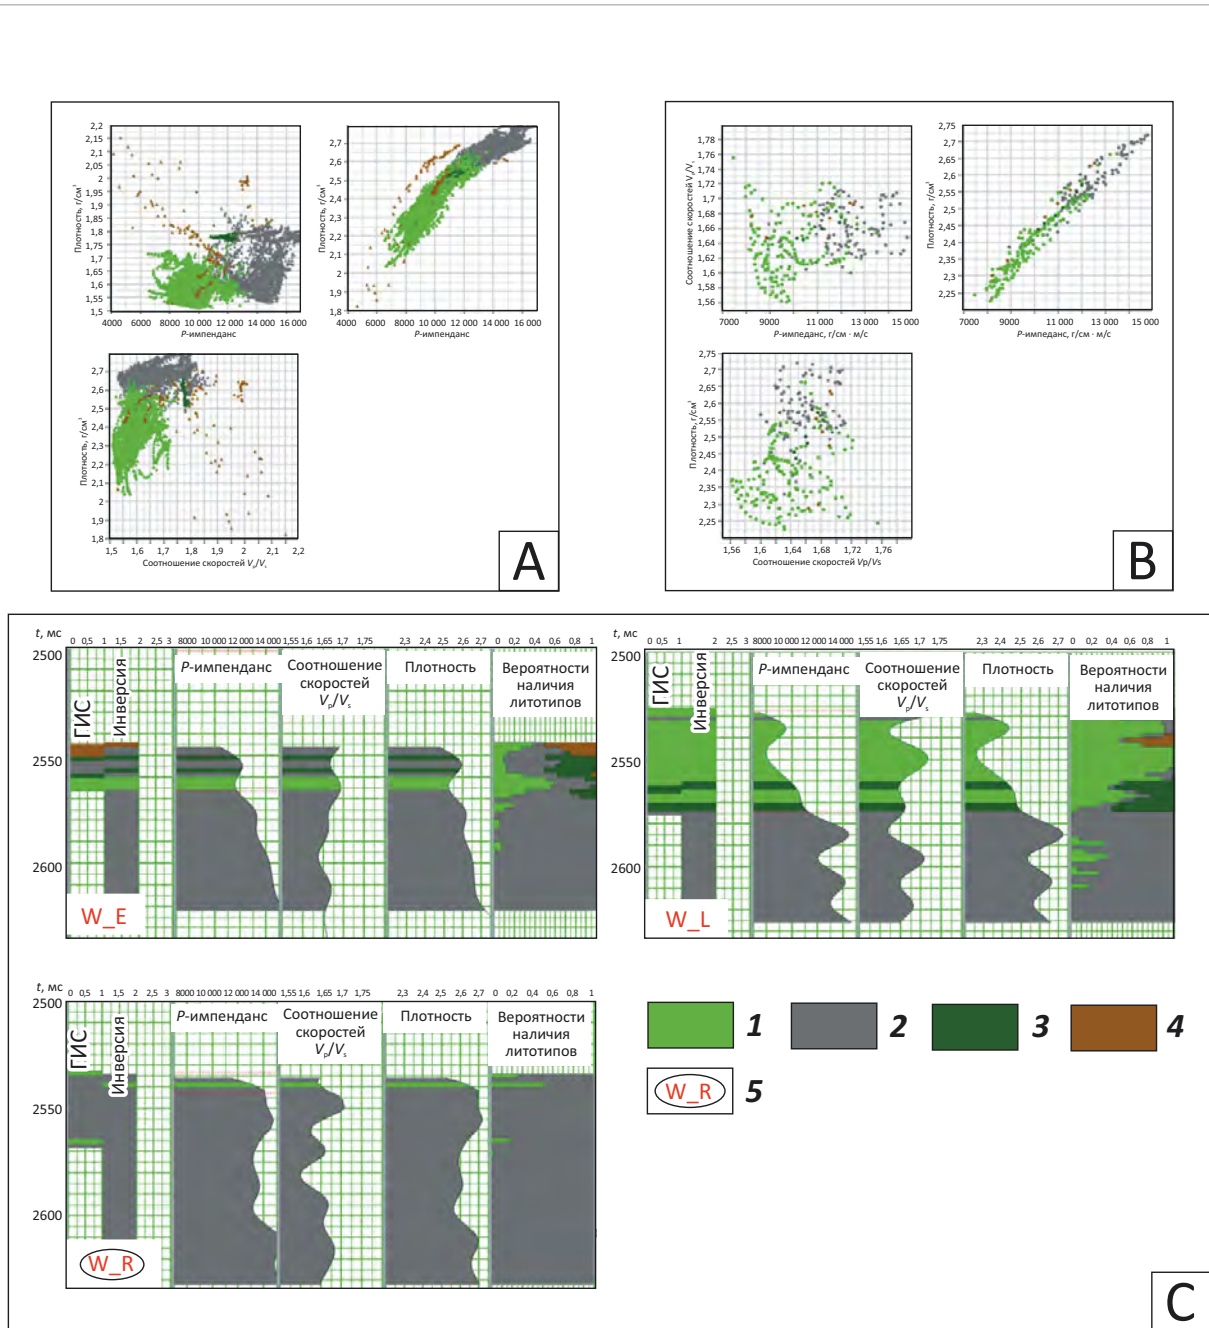 2,2
2,15
2,1
2,05
2
1,95
1,9
1,85
1,8
1,75
1,7
1,65
1,6
1,55
1,5
Плотность, г/см³
4000 6000 8000 10 000 12 000 14 000 16 000
P-импенданс
2,7
2,6
2,5
2,4
2,3
2,2
2,1
2
1,9
1,8
Плотность, г/см³
4000 6000 8000 10 000 12 000 14 000 16 000
P-импенданс
2,7
2,6
2,5
2,4
2,3
2,2
2,1
2
1,9
1,8
Плотность, г/см³
1,5 1,6 1,7 1,8 1,9 2 2,1 2,2
Соотношение скоростей Vp/Vs
A
1,78
1,76
1,74
1,72
1,7
1,68
1,66
1,64
1,62
1,6
1,58
1,56
Соотношение скоростей Vp/Vs
7000 9000 11 000 13 000 15 000
P-импеданс, г/см · м/с
2,75
2,7
2,65
2,6
2,55
2,5
2,45
2,4
2,35
2,3
2,25
Плотность, г/см³
7000 9000 11 000 13 000 15 000
P-импеданс, г/см · м/с
2,75
2,7
2,65
2,6
2,55
2,5
2,45
2,4
2,35
2,3
2,25
Плотность, г/см³
1,56 1,6 1,64 1,68 1,72 1,76
Соотношение скоростей Vp/Vs
B
t, мс
0 0,5 1 1,5 2 2,5 3 8000 10 000 12 000 14 000 1,55 1,6 1,65 1,7 1,75 2,3 2,4 2,5 2,6 2,7 0 0,2 0,4 0,6 0,8 1
2500
2550
2600
ГИС
Инверсия
P-импенданс
Соотношение
скоростей
Vp/Vs
Плотность
Вероятности
наличия
литотипов
W_E
t, мс
0 0,5 1 2 2,5 3 8000 10 000 12 000 14 000 1,55 1,6 1,65 1,7 1,75 2,3 2,4 2,5 2,6 2,7 0 0,2 0,4 0,6 0,8 1
2500
2550
2600
ГИС
Инверсия
P-импенданс
Соотношение
скоростей
Vp/Vs
Плотность
Вероятности
наличия
литотипов
W_L
t, мс
0 0,5 1 1,5 2 2,5 3 8000 10 000 12 000 14 000 1,55 1,6 1,65 1,7 1,75 2,3 2,4 2,5 2,6 2,7 0 0,2 0,4 0,6 0,8 1
2500
2550
2600
ГИС
Инверсия
P-импенданс
Соотношение
скоростей
Vp/Vs
Плотность
Вероятности
наличия
литотипов
W_R
1 2 3 4
W_R 5
C